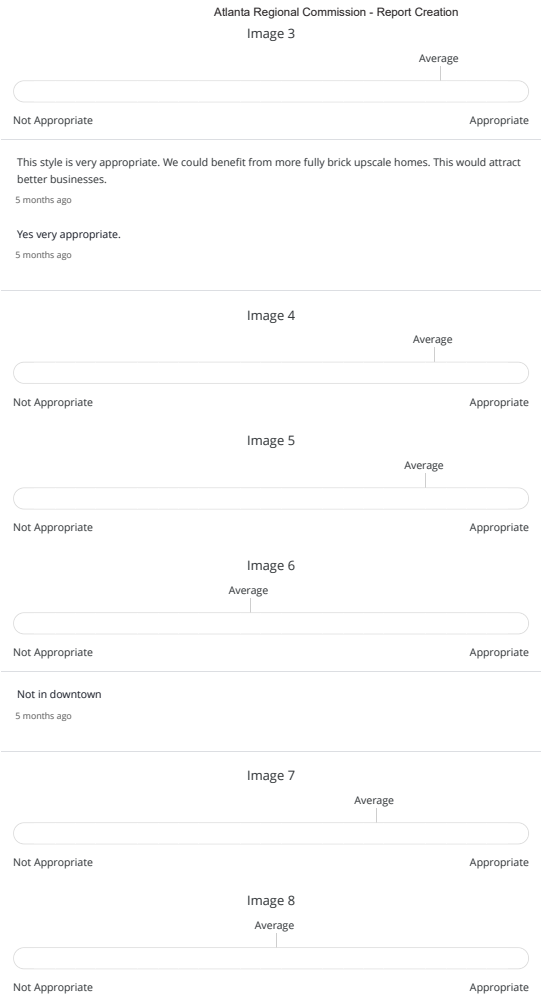 Atlanta Regional Commission - Report Creation
Image 3
Average
Not Appropriate
Appropriate
This style is very appropriate. We could benefit from more fully brick upscale homes. This would attract
better businesses.
5 months ago
Yes very appropriate.
5 months ago
Image 4
Average
Not Appropriate
Appropriate
Image 5
Average
Not Appropriate
Appropriate
Image 6
Average
Not Appropriate
Appropriate
Not in downtown
5 months ago
Image 7
Average
Not Appropriate
Appropriate
Image 8
Average
Not Appropriate
Appropriate